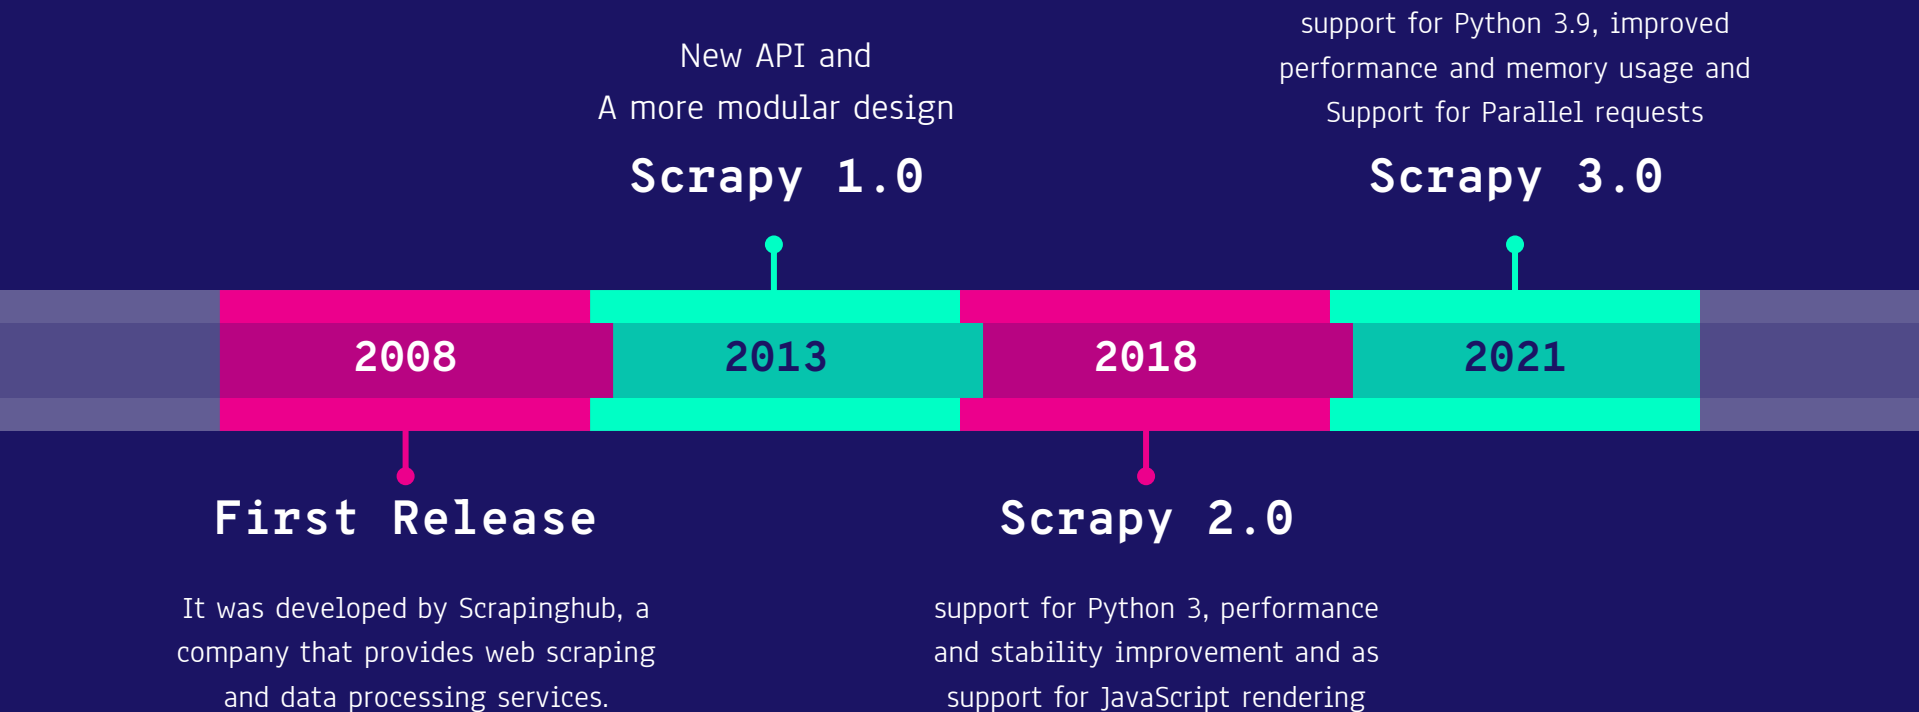 New API and
A more modular design
Scrapy 1.0
support for Python 3.9, improved
performance and memory usage and
Support for Parallel requests
Scrapy 3.0
2008
2013
2018
2021
First Release
It was developed by Scrapinghub, a
company that provides web scraping
and data processing services.
Scrapy 2.0
support for Python 3, performance
and stability improvement and as
support for JavaScript rendering